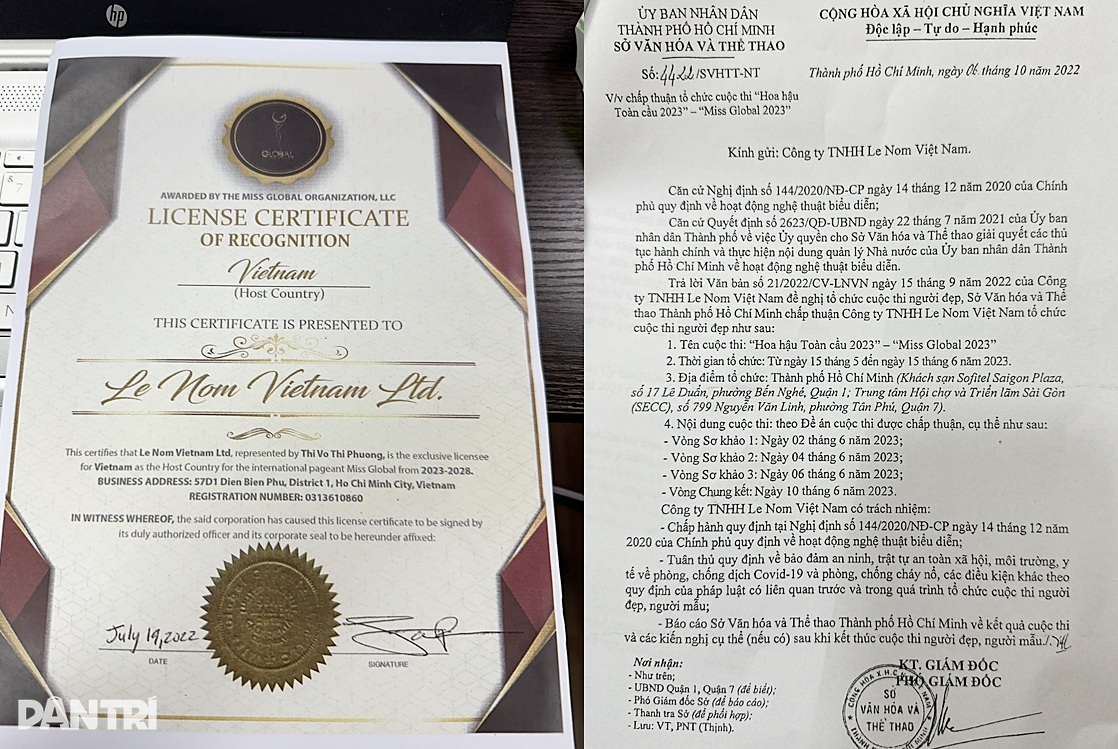 hp
GLOBAL
AWARDED BY THE MISS GLOBAL ORGANIZATION, LLC
LICENSE CERTIFICATE
OF RECOGNITION
Vietnam
(Host Country)
THIS CERTIFICATE IS PRESENTED TO
Le Nom Vietnam Ltd.
This certifies that Le Nom Vietnam Ltd, represented by Thi Vo Thi Phuong, is the exclusive licensee
for Vietnam as the Host Country for the international pageant Miss Global from 2023-2028.
BUSINESS ADDRESS: 57D1 Dien Bien Phu, District 1, Ho Chi Minh City, Vietnam
REGISTRATION NUMBER: 0313610860
IN WITNESS WHEREOF, the said corporation has caused this license certificate to be signed by
its duly authorized officer and its corporate seal to be hereunder affixed:
July 19, 2022
DATE
SIGNATURE
DÂN TRÍ
ỦY BAN NHÂN DÂN
THÀNH PHỐ HỒ CHÍ MINH
SỞ VĂN HÓA VÀ THỂ THAO
Số: 4422/SVHTT-NT
V/v chấp thuận tổ chức cuộc thi “Hoa hậu
Toàn cầu 2023” – “Miss Global 2023”
CỘNG HÒA XÃ HỘI CHỦ NGHĨA VIỆT NAM
Độc lập – Tự do – Hạnh phúc
Thành phố Hồ Chí Minh, ngày 06 tháng 10 năm 2022
Kính gửi: Công ty TNHH Le Nom Việt Nam.
Căn cứ Nghị định số 144/2020/NĐ-CP ngày 14 tháng 12 năm 2020 của Chính
phủ quy định về hoạt động nghệ thuật biểu diễn;
Căn cứ Quyết định số 2623/QĐ-UBND ngày 22 tháng 7 năm 2021 của Ủy ban
nhân dân Thành phố về việc Ủy quyền cho Sở Văn hóa và Thể thao giải quyết các thủ
tục hành chính và thực hiện nội dung quản lý Nhà nước của Ủy ban nhân dân Thành
phố Hồ Chí Minh về hoạt động nghệ thuật biểu diễn.
Trả lời Văn bản số 21/2022/CV-LNVN ngày 15 tháng 9 năm 2022 của Công
ty TNHH Le Nom Việt Nam đề nghị tổ chức cuộc thi người đẹp, Sở Văn hóa và Thể
thao Thành phố Hồ Chí Minh chấp thuận Công ty TNHH Le Nom Việt Nam tổ chức
cuộc thi người đẹp như sau:
1. Tên cuộc thi: “Hoa hậu Toàn cầu 2023” – “Miss Global 2023”
2. Thời gian tổ chức: Từ ngày 15 tháng 5 đến ngày 15 tháng 6 năm 2023.
3. Địa điểm tổ chức: Thành phố Hồ Chí Minh (Khách sạn Sofitel Saigon Plaza,
số 17 Lê Duẩn, phường Bến Nghé, Quận 1; Trung tâm Hội chợ và Triển lãm Sài Gòn
(SECC), số 799 Nguyễn Văn Linh, phường Tân Phú, Quận 7).
4. Nội dung cuộc thi: theo Đề án cuộc thi được chấp thuận, cụ thể như sau:
- Vòng Sơ khảo 1: Ngày 02 tháng 6 năm 2023;
- Vòng Sơ khảo 2: Ngày 04 tháng 6 năm 2023;
- Vòng Sơ khảo 3: Ngày 06 tháng 6 năm 2023;
- Vòng Chung kết: Ngày 10 tháng 6 năm 2023.
Công ty TNHH Le Nom Việt Nam có trách nhiệm:
- Chấp hành quy định tại Nghị định số 144/2020/NĐ-CP ngày 14 tháng 12 năm
2020 của Chính phủ quy định về hoạt động nghệ thuật biểu diễn;
- Tuân thủ quy định về bảo đảm an ninh, trật tự an toàn xã hội, môi trường, y
tế về phòng, chống dịch Covid-19 và phòng, chống cháy nổ, các điều kiện khác theo
quy định của pháp luật có liên quan trước và trong quá trình tổ chức cuộc thi người
đẹp, người mẫu;
- Báo cáo Sở Văn hóa và Thể thao Thành phố Hồ Chí Minh về kết quả cuộc thi
và các kiến nghị cụ thể (nếu có) sau khi kết thúc cuộc thi người đẹp, người mẫu./.
Nơi nhận:
- Như trên;
- UBND Quận 1, Quận 7 (để biết);
- Phó Giám đốc Sở (để báo cáo);
- Thanh tra Sở (để phối hợp);
- Lưu: VT, PNT (Thịnh).
KT. GIÁM ĐỐC
PHÓ GIÁM ĐỐC
SỞ
VĂN HÓA VÀ
THỂ THAO